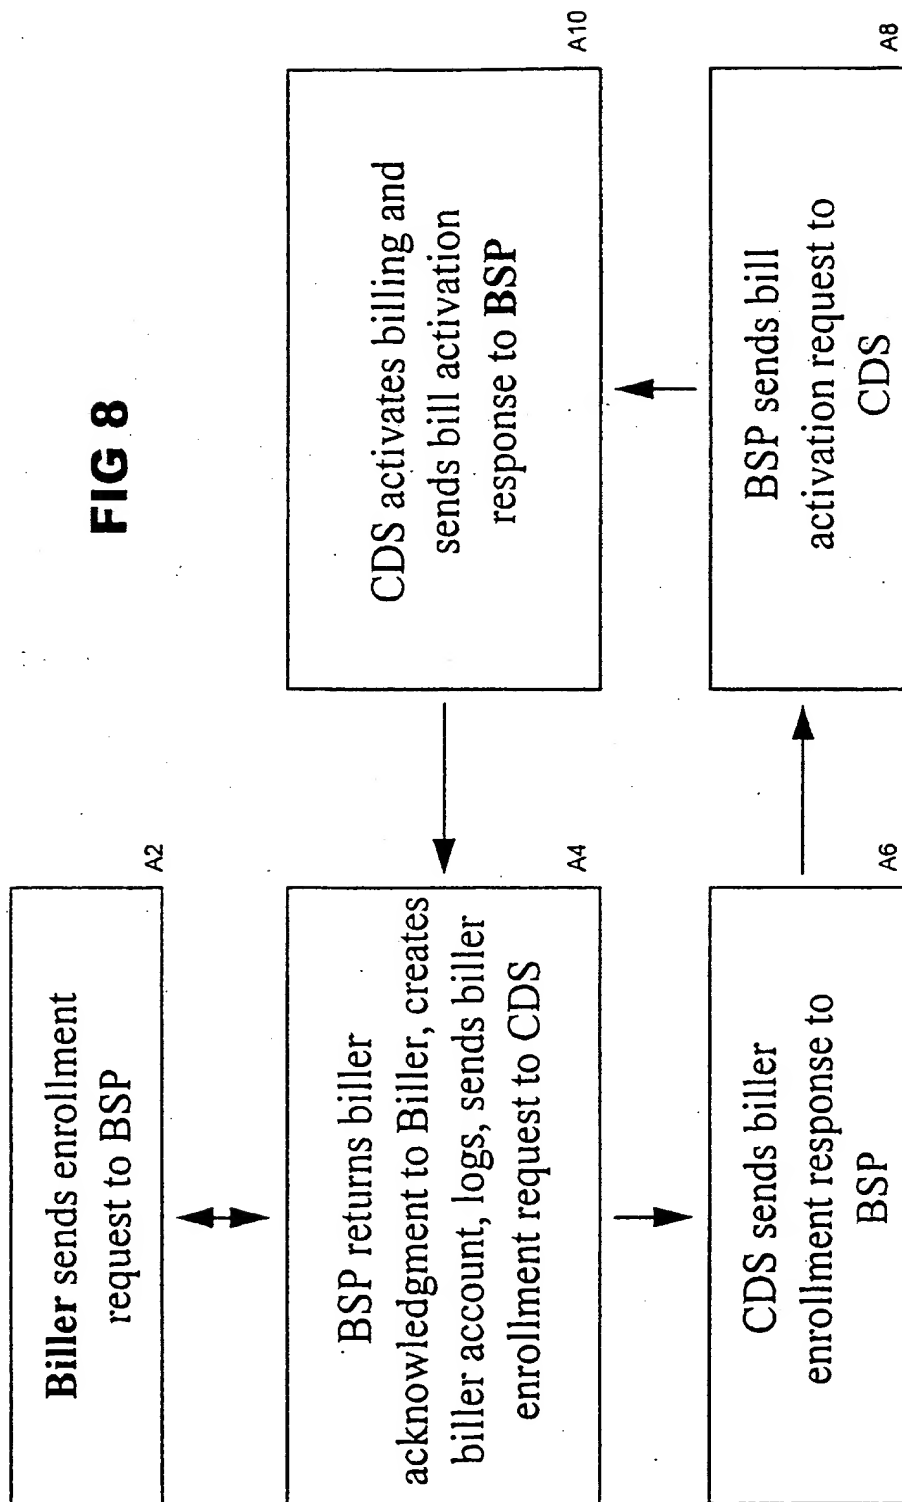 FIG 8
Biller sends enrollment
request to BSP
A2
BSP returns biller
acknowledgment to Biller, creates
biller account, logs, sends biller
enrollment request to CDS
A4
CDS sends biller
enrollment response to
BSP
A6
BSP sends bill
activation request to
CDS
A8
CDS activates billing and
sends bill activation
response to BSP
A10